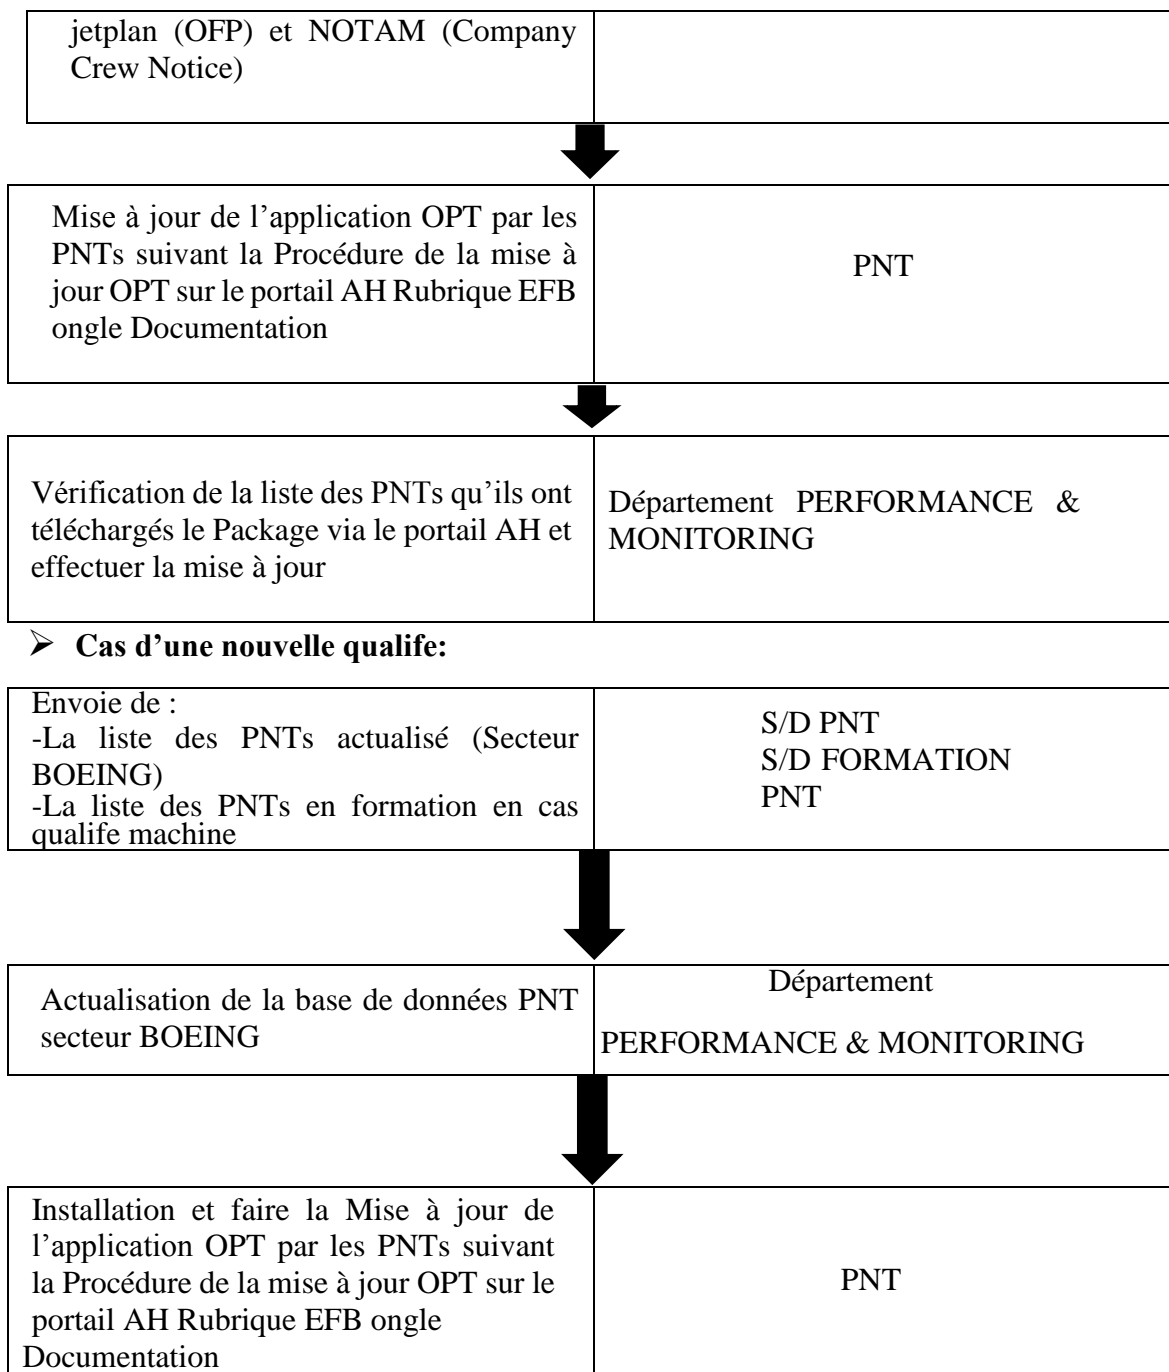 jetplan (OFP) et NOTAM (Company
Crew Notice)
Mise à jour de l’application OPT par les
PNTs suivant la Procédure de la mise à
jour OPT sur le portail AH Rubrique EFB
ongle Documentation
PNT
Vérification de la liste des PNTs qu’ils ont
téléchargés le Package via le portail AH et
effectuer la mise à jour
Département PERFORMANCE &
MONITORING
➢ Cas d’une nouvelle qualife:
Envoie de :
-La liste des PNTs actualisé (Secteur
BOEING)
-La liste des PNTs en formation en cas
qualife machine
S/D PNT
S/D FORMATION
PNT
Actualisation de la base de données PNT
secteur BOEING
Département
PERFORMANCE & MONITORING
Installation et faire la Mise à jour de
l’application OPT par les PNTs suivant
la Procédure de la mise à jour OPT sur le
portail AH Rubrique EFB ongle
Documentation
PNT